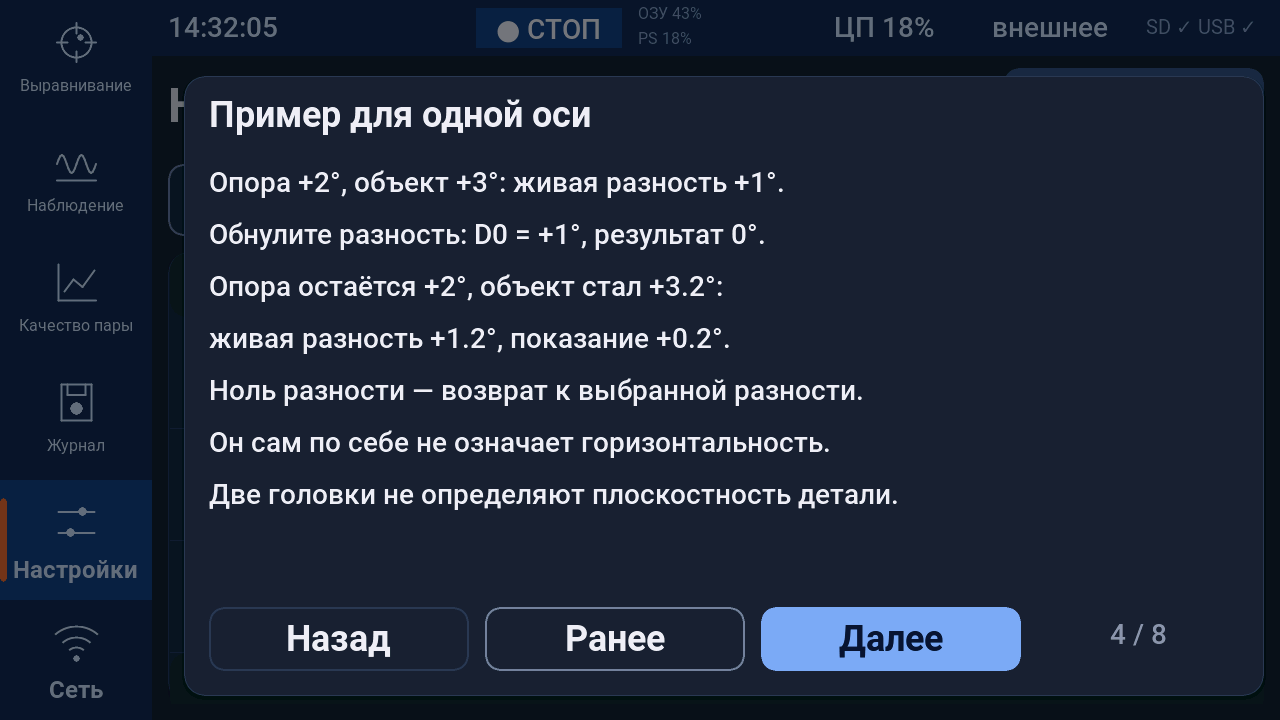 14:32:05
СТОП
ОЗУ 43%
PS 18%
ЦП 18%
внешнее
SD ✓ USB ✓
Выравнивание
Наблюдение
Качество пары
Журнал
Настройки
Сеть
Пример для одной оси
Опора +2°, объект +3°: живая разность +1°.
Обнулите разность: D0 = +1°, результат 0°.
Опора остаётся +2°, объект стал +3.2°:
живая разность +1.2°, показание +0.2°.
Ноль разности — возврат к выбранной разности.
Он сам по себе не означает горизонтальность.
Две головки не определяют плоскостность детали.
Назад
Ранее
Далее
4 / 8